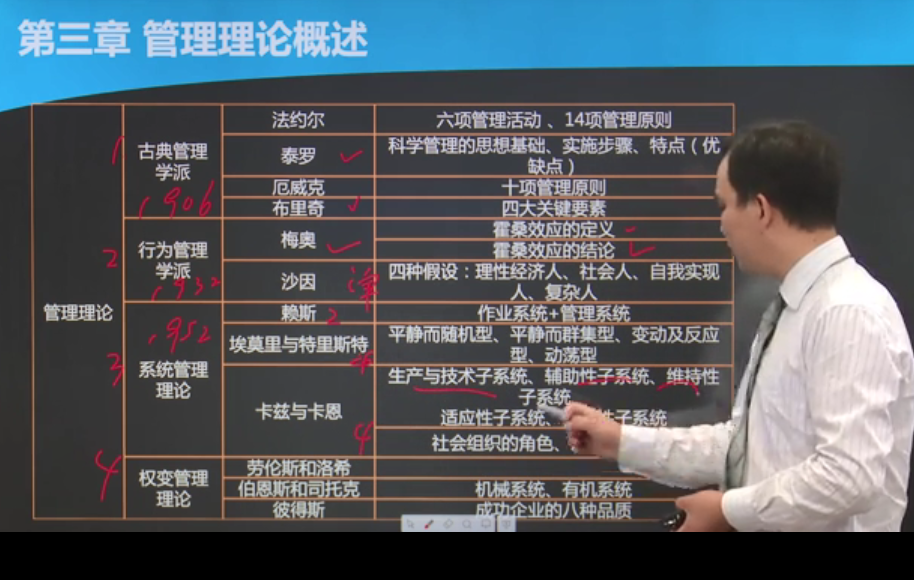 第三章 管理理论概述
管理理论
1
古典管理
学派
1906
法约尔
六项管理活动、14项管理原则
泰罗
科学管理的思想基础、实施步骤、特点（优
缺点）
厄威克
十项管理原则
布里奇
四大关键要素
2
行为管理
学派
1932
梅奥
霍桑效应的定义
霍桑效应的结论
沙因
四种假设：理性经济人、社会人、自我实现
人、复杂人
3
1952
系统管理
理论
赖斯
2
作业系统+管理系统
埃莫里与特里斯特
平静而随机型、平静而群集型、变动及反应
型、动荡型
卡兹与卡恩
4
生产与技术子系统、辅助性子系统、维持性
子系统
适应性子系统、性子系统
社会组织的角色、
4
权变管理
理论
劳伦斯和洛希
伯恩斯和司托克
机械系统、有机系统
彼得斯
成功企业的八种品质